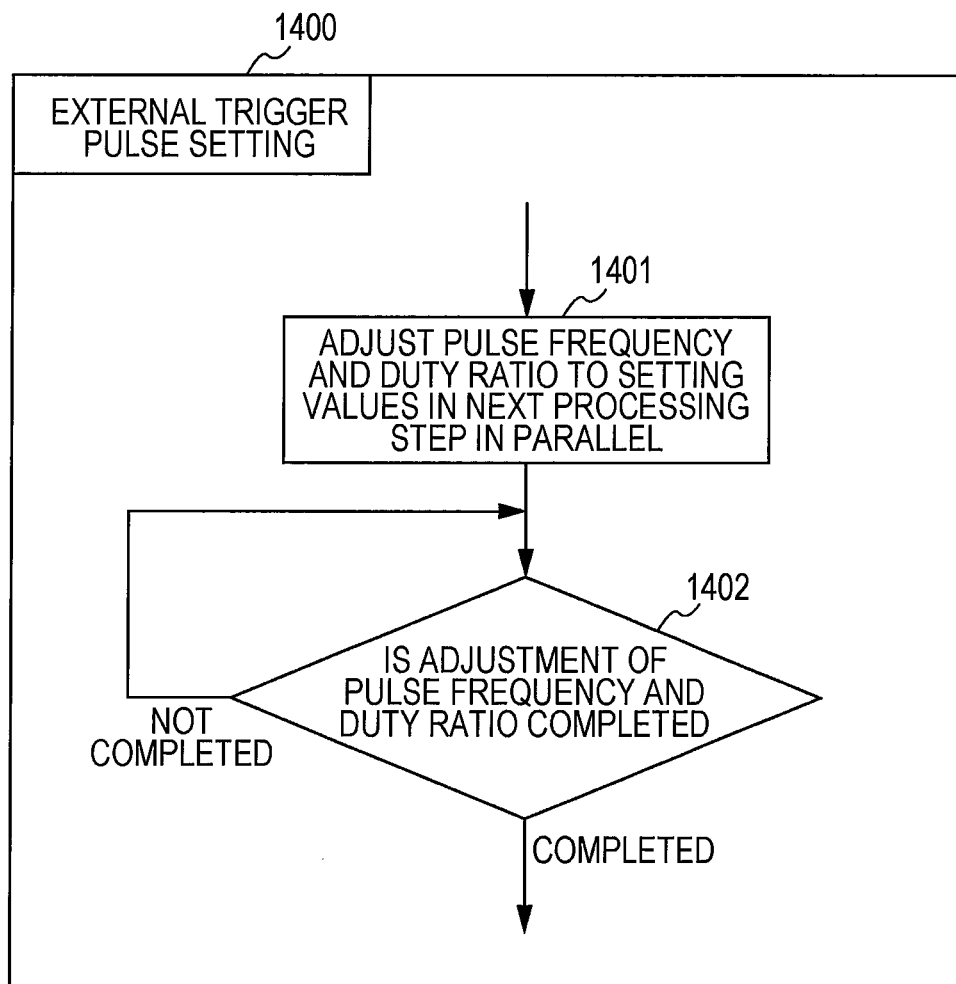 1400
EXTERNAL TRIGGER
PULSE SETTING
1401
ADJUST PULSE FREQUENCY
AND DUTY RATIO TO SETTING
VALUES IN NEXT PROCESSING
STEP IN PARALLEL
1402
IS ADJUSTMENT OF
PULSE FREQUENCY AND
DUTY RATIO COMPLETED
NOT
COMPLETED
COMPLETED